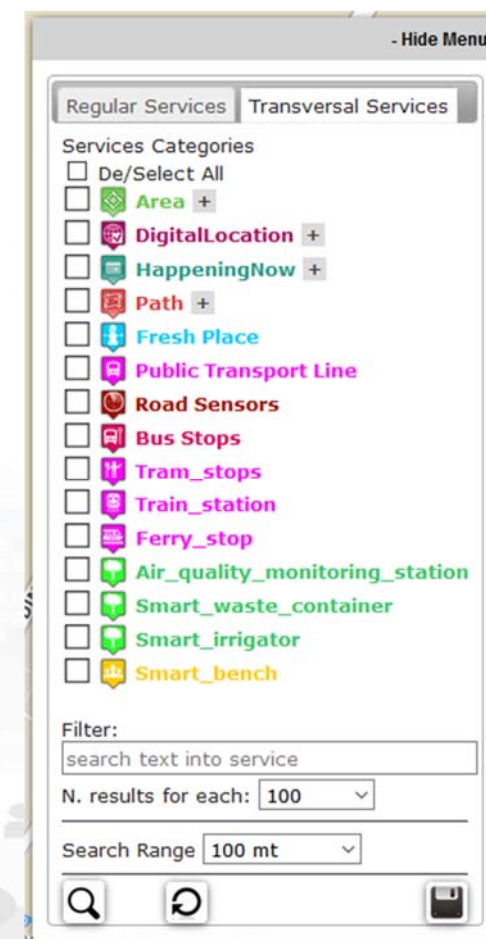 - Hide Menu
Regular Services Transversal Services
Services Categories
De/Select All
Area +
DigitalLocation +
HappeningNow +
Path +
Fresh Place
Public Transport Line
Road Sensors
Bus Stops
Tram_stops
Train_station
Ferry_stop
Air_quality_monitoring_station
Smart_waste_container
Smart_irrigator
Smart_bench
Filter:
search text into service
N. results for each: 100
Search Range 100 mt